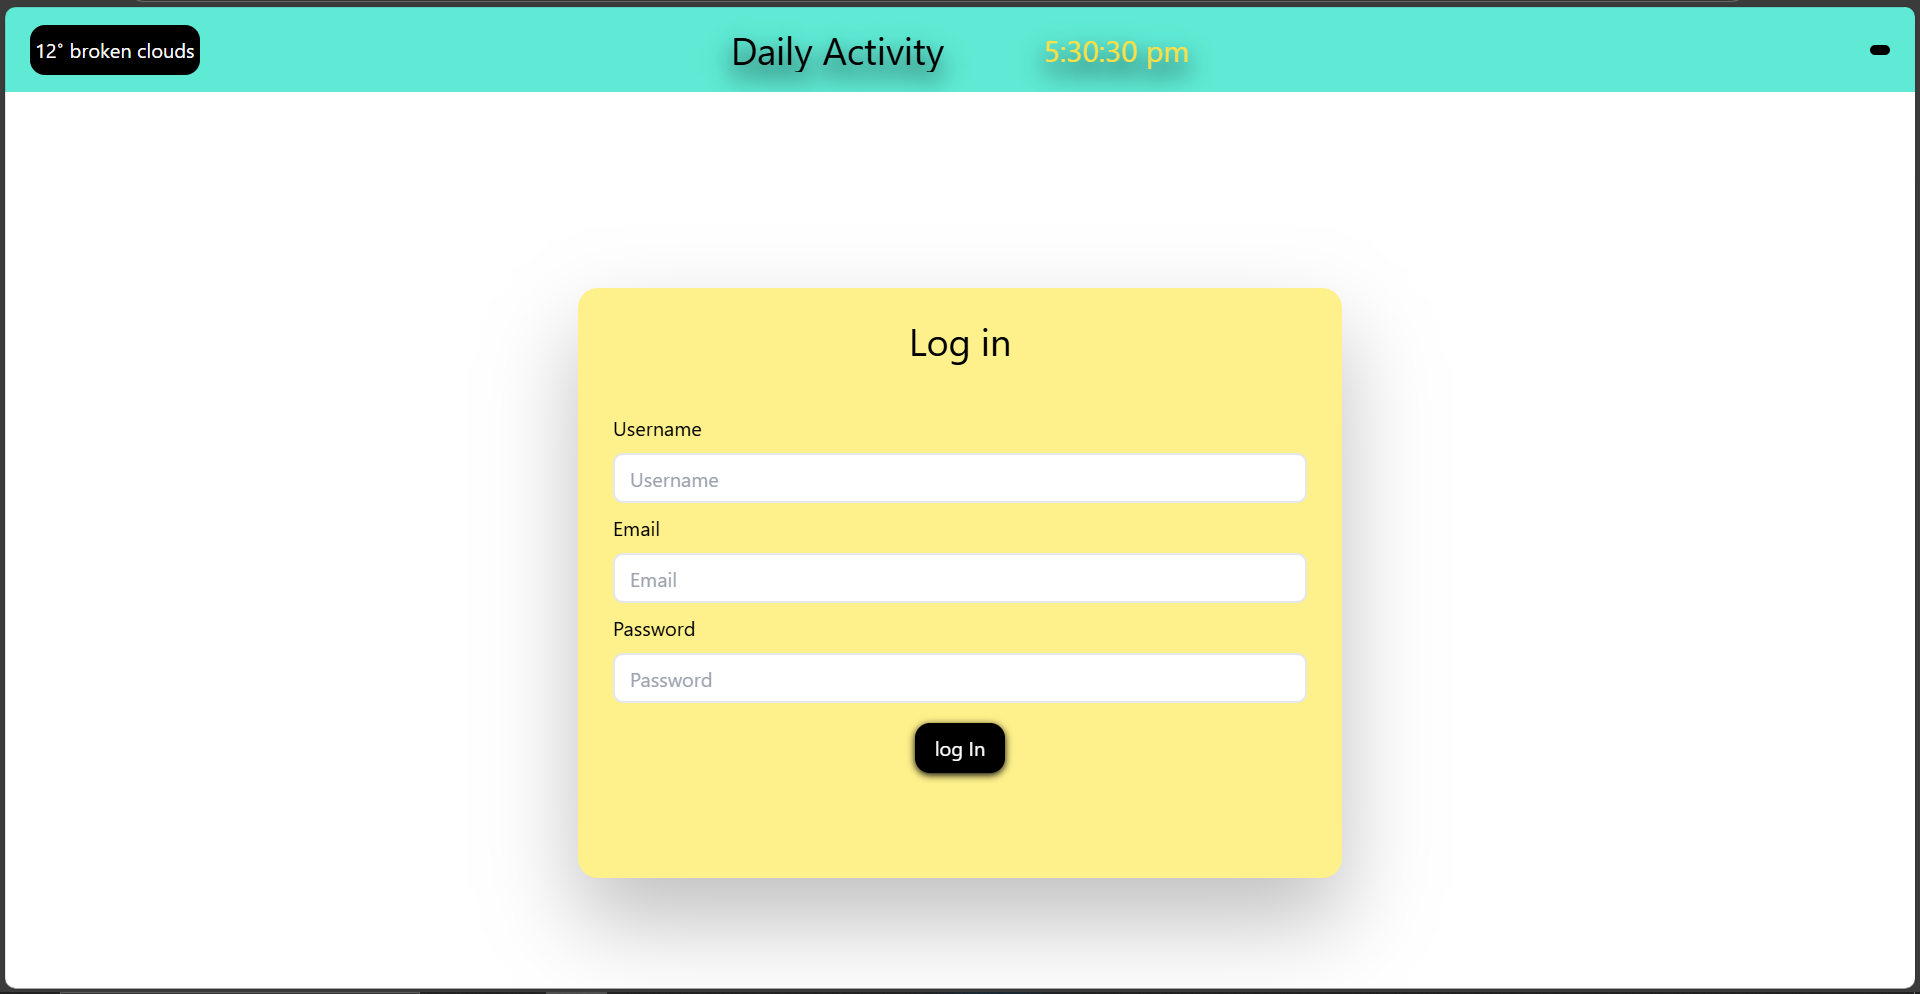 12° broken clouds
Daily Activity
5:30:30 pm
Log in
Username
Username
Email
Email
Password
Password
log In